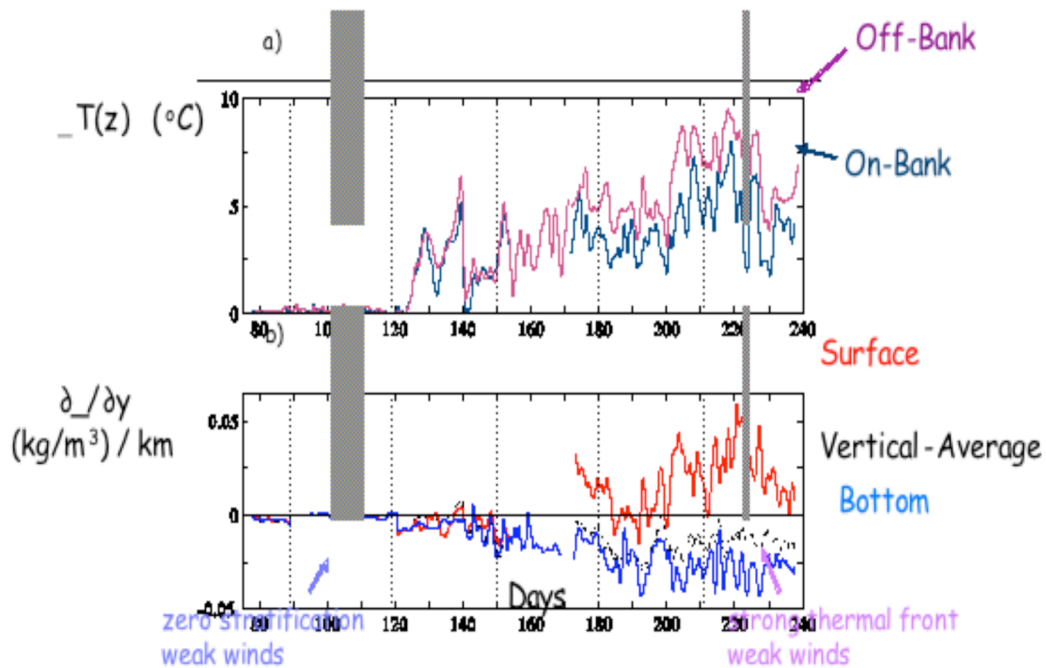 a)
Off-Bank
_T(z) (°C)
10
On-Bank
5
0
80 100 120 140 160 180 200 220 240
b)
Surface
∂_/∂y
(kg/m³) / km
0.05
Vertical-Average
Bottom
0
Days
-0.05
80 100 120 140 160 180 200 220 240
zero stratification
weak winds
strong thermal front
weak winds